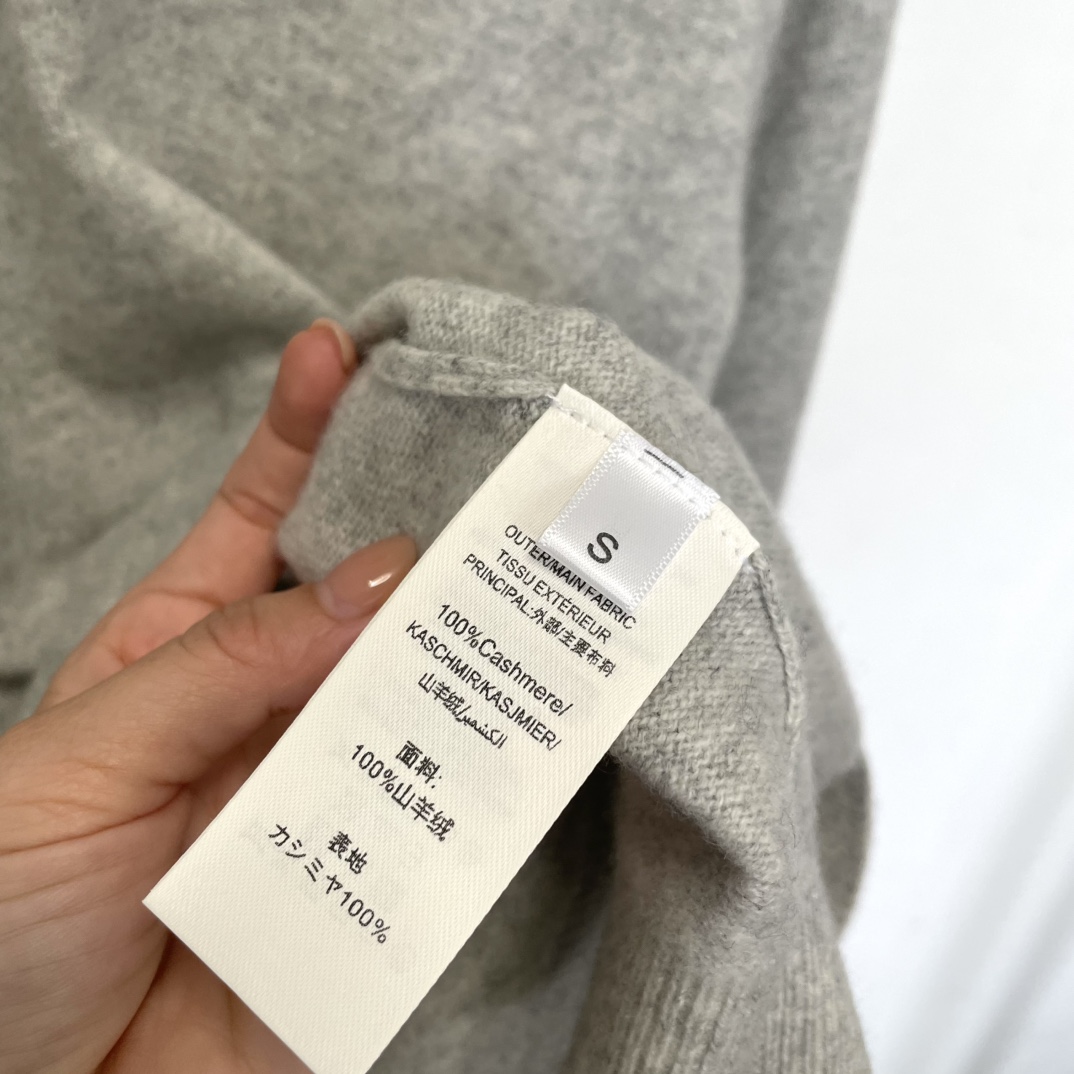 S
OUTER/MAIN FABRIC
TISSU EXTÉRIEUR
PRINCIPAL:外部/主要布料
100%Cashmere/
KASCHMIR/KASJMIER/
山羊绒/الكشمير
面料:
100%山羊绒
表地
カシミヤ100%